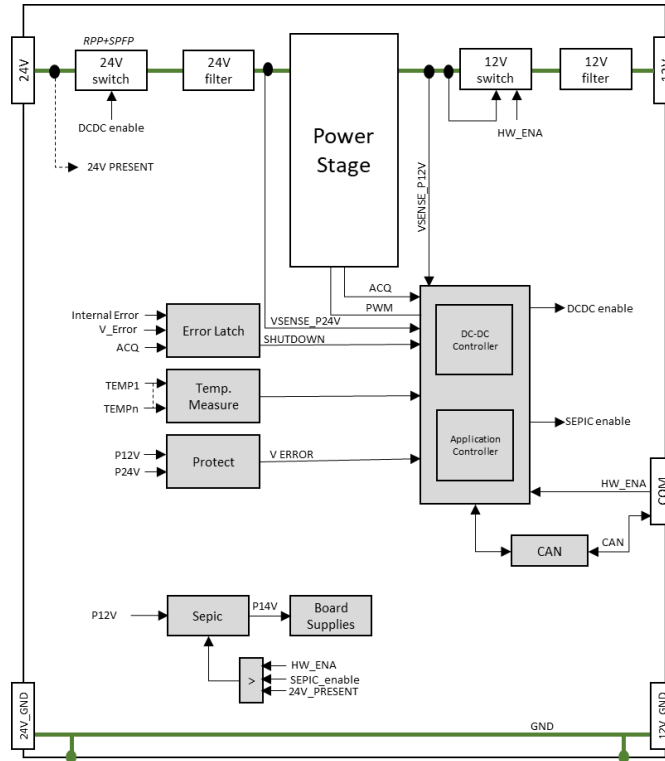 RPP+SPFP
24V
24V
switch
24V
filter
12V
switch
12V
filter
12V
DCDC enable
HW_ENA
24V PRESENT
Power
Stage
VSENSE_P12V
ACQ
PWM
Internal Error
V_Error
ACQ
Error Latch
VSENSE_P24V
SHUTDOWN
DC-DC
Controller
DCDC enable
TEMP1
TEMPn
Temp.
Measure
Application
Controller
SEPIC enable
P12V
P24V
Protect
V ERROR
HW_ENA
COM
CAN
CAN
P12V
Sepic
P14V
Board
Supplies
>
HW_ENA
SEPIC_enable
24V_PRESENT
24V_GND
GND
12V_GND